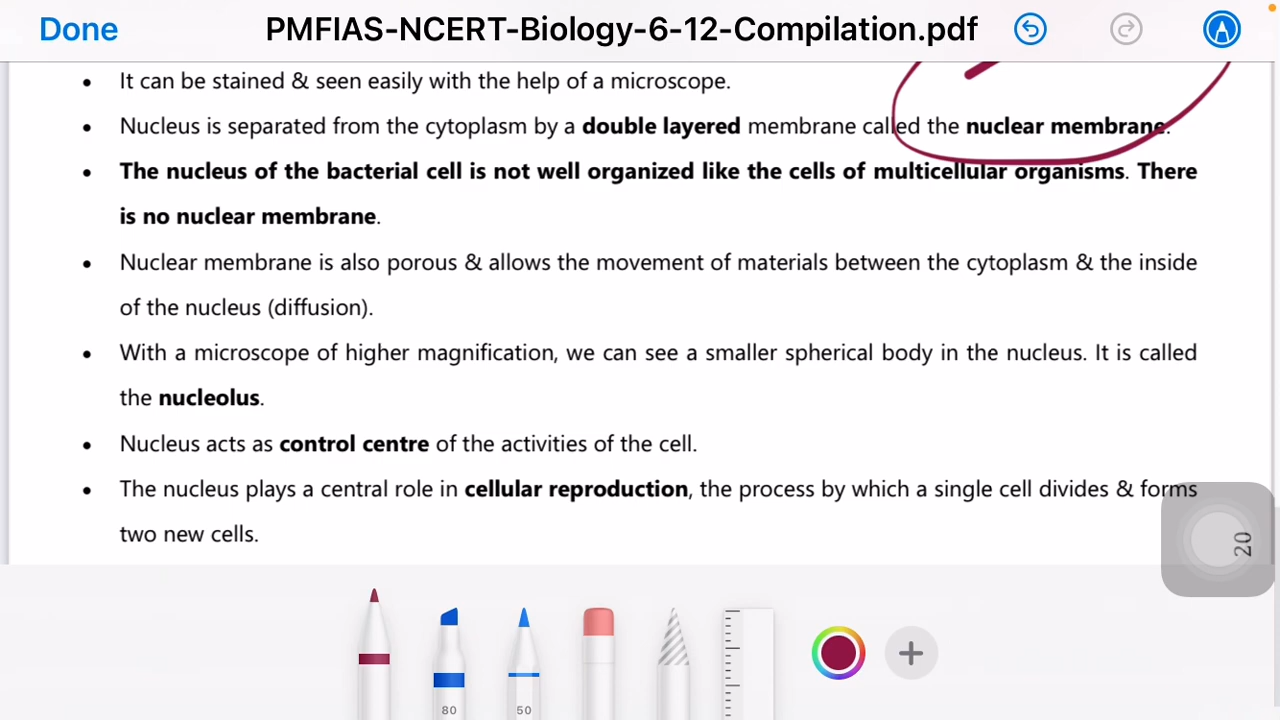 Done PMFIAS-NCERT-Biology-6-12-Compilation.pdf
• It can be stained & seen easily with the help of a microscope.
• Nucleus is separated from the cytoplasm by a double layered membrane called the nuclear membrane.
• The nucleus of the bacterial cell is not well organized like the cells of multicellular organisms. There
is no nuclear membrane.
• Nuclear membrane is also porous & allows the movement of materials between the cytoplasm & the inside
of the nucleus (diffusion).
• With a microscope of higher magnification, we can see a smaller spherical body in the nucleus. It is called
the nucleolus.
• Nucleus acts as control centre of the activities of the cell.
• The nucleus plays a central role in cellular reproduction, the process by which a single cell divides & forms
two new cells.
20
80 50